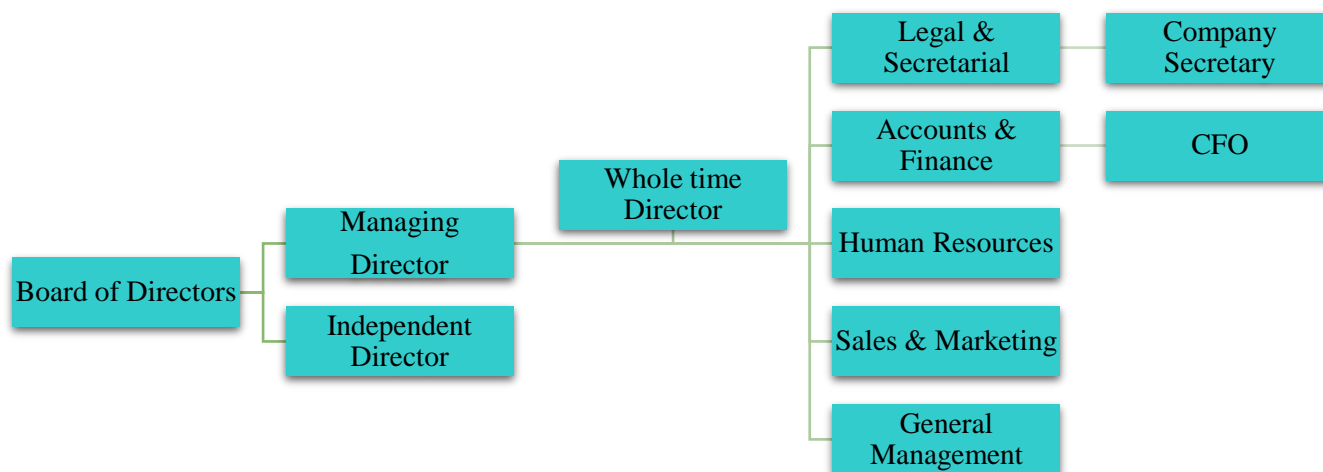 Board of Directors
Managing
Director
Independent
Director
Whole time
Director
Legal &
Secretarial
Company
Secretary
Accounts &
Finance
CFO
Human Resources
Sales & Marketing
General
Management